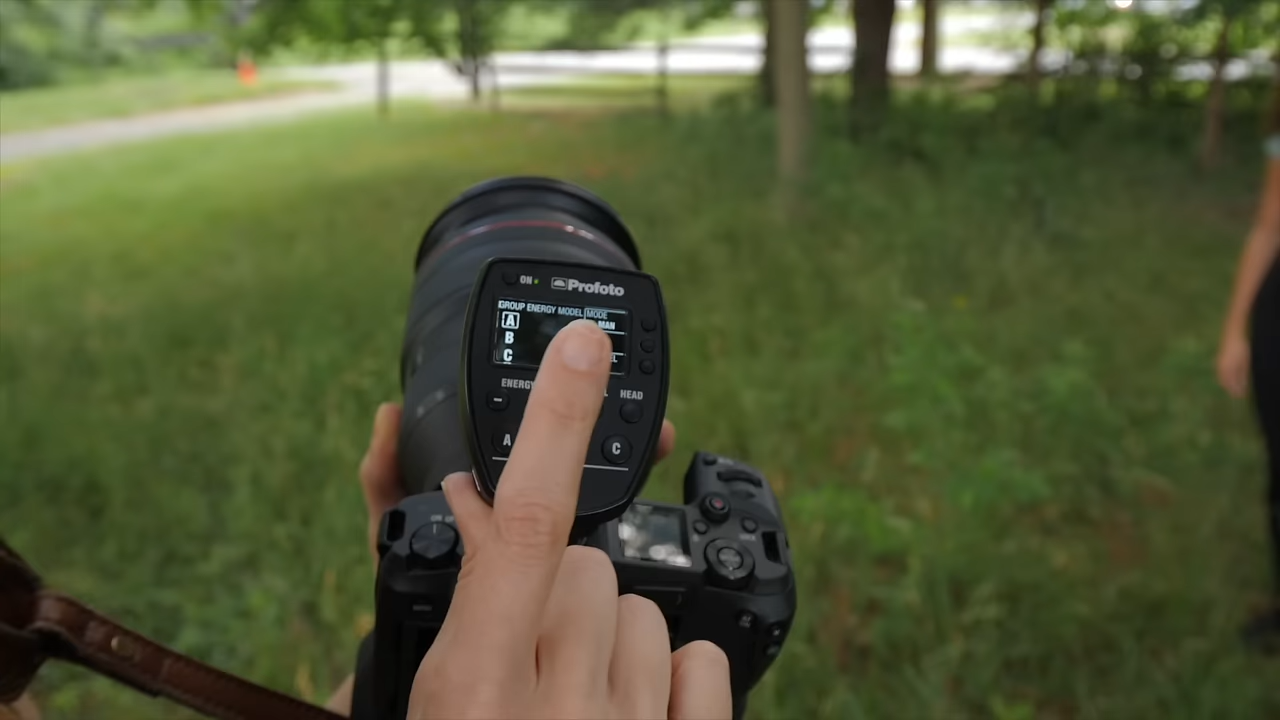 ON Profoto
GROUP ENERGY MODEL MODE
A MAN
B
C
ENERGY HEAD
-
A C